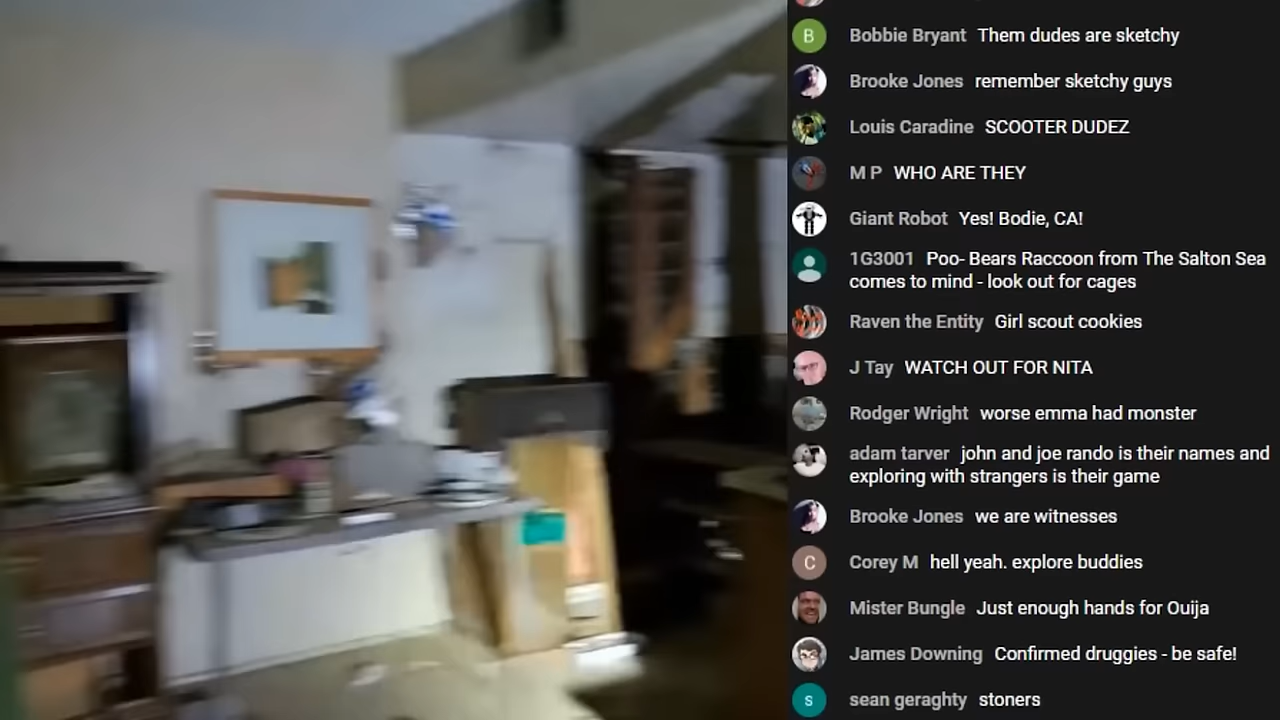 B Bobbie Bryant Them dudes are sketchy
Brooke Jones remember sketchy guys
Louis Caradine SCOOTER DUDEZ
M P WHO ARE THEY
Giant Robot Yes! Bodie, CA!
1G3001 Poo- Bears Raccoon from The Salton Sea
comes to mind - look out for cages
Raven the Entity Girl scout cookies
J Tay WATCH OUT FOR NITA
Rodger Wright worse emma had monster
adam tarver john and joe rando is their names and
exploring with strangers is their game
Brooke Jones we are witnesses
C Corey M hell yeah. explore buddies
Mister Bungle Just enough hands for Ouija
James Downing Confirmed druggies - be safe!
s sean geraghty stoners